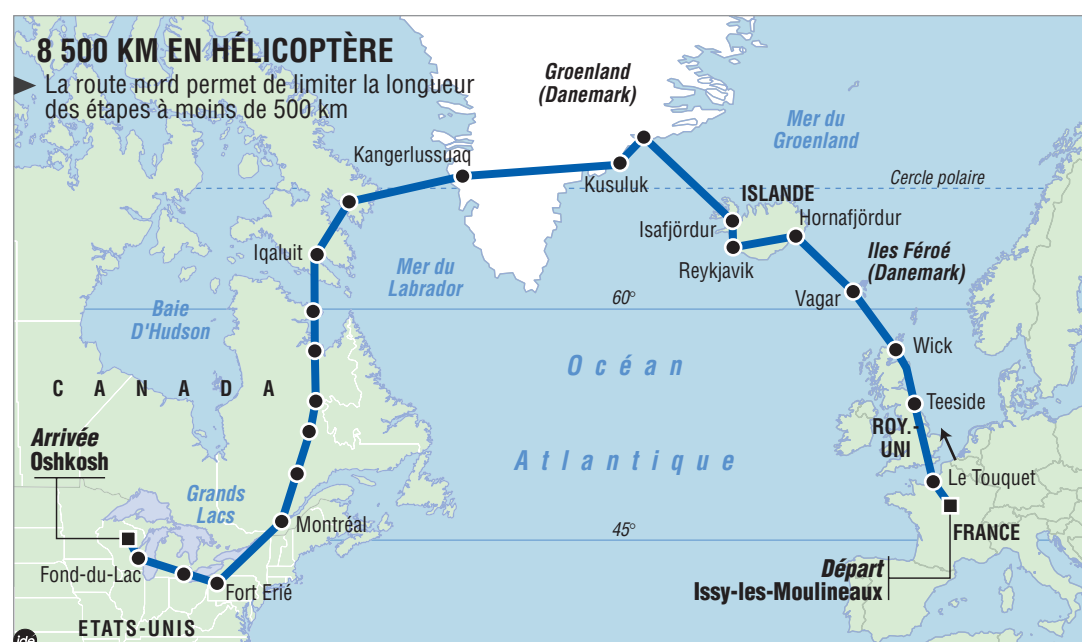 8 500 KM EN HÉLICOPTÈRE
La route nord permet de limiter la longueur
des étapes à moins de 500 km
Groenland
(Danemark)
Mer du
Groenland
Kangerlussuaq
Kusuluk
Cercle polaire
ISLANDE
Isafjördur
Hornafjördur
Iqaluit
Reykjavik
Iles Féroé
(Danemark)
Mer du
Labrador
Vagar
60°
Baie
D'Hudson
Wick
Océan
CANADA
Teeside
ROY.-
UNI
Arrivée
Oshkosh
Atlantique
Le Touquet
Grands
Lacs
Montréal
45°
FRANCE
Fond-du-Lac
Départ
Issy-les-Moulineaux
Fort Erié
ETATS-UNIS
ide